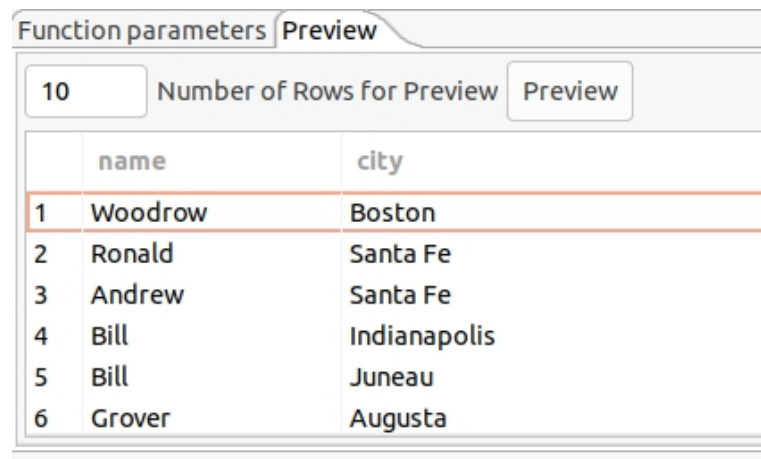 Function parameters Preview
10 Number of Rows for Preview Preview
name city
1 Woodrow Boston
2 Ronald Santa Fe
3 Andrew Santa Fe
4 Bill Indianapolis
5 Bill Juneau
6 Grover Augusta